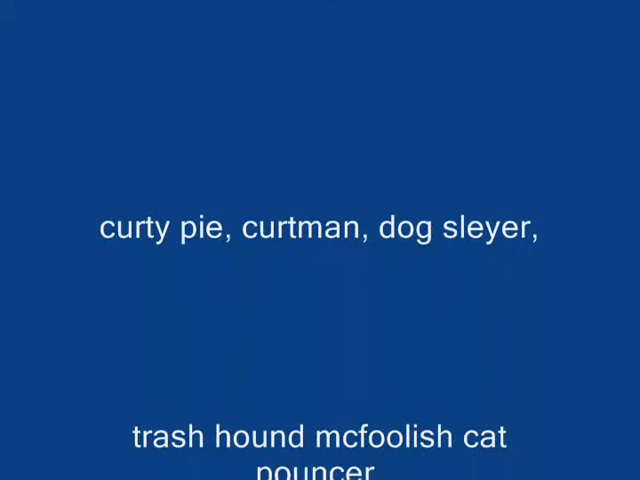 curty pie, curtman, dog sleyer,
trash hound mcfoolish cat
pouncer